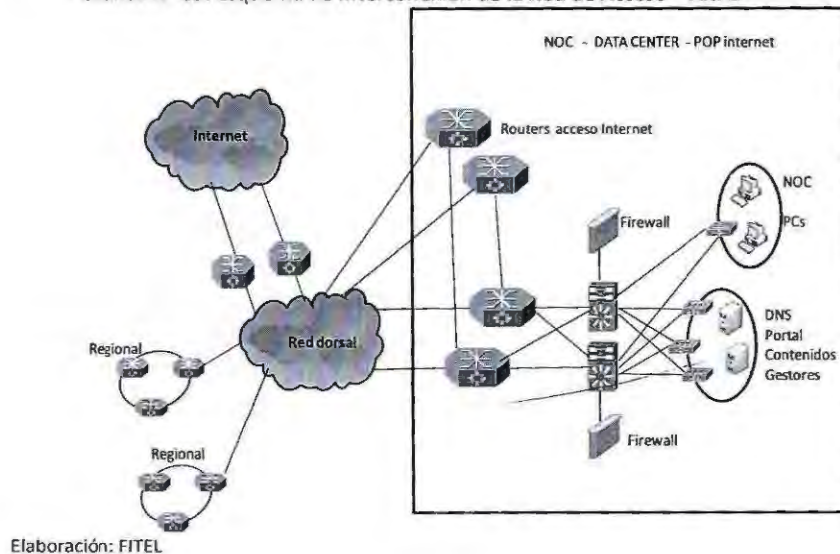 NOC - DATA CENTER - POP internet
Internet
Routers acceso Internet
NOC
PCs
Firewall
Red dorsal
Regional
DNS
Portal
Contenidos
Gestores
Regional
Firewall
Elaboración: FITEL